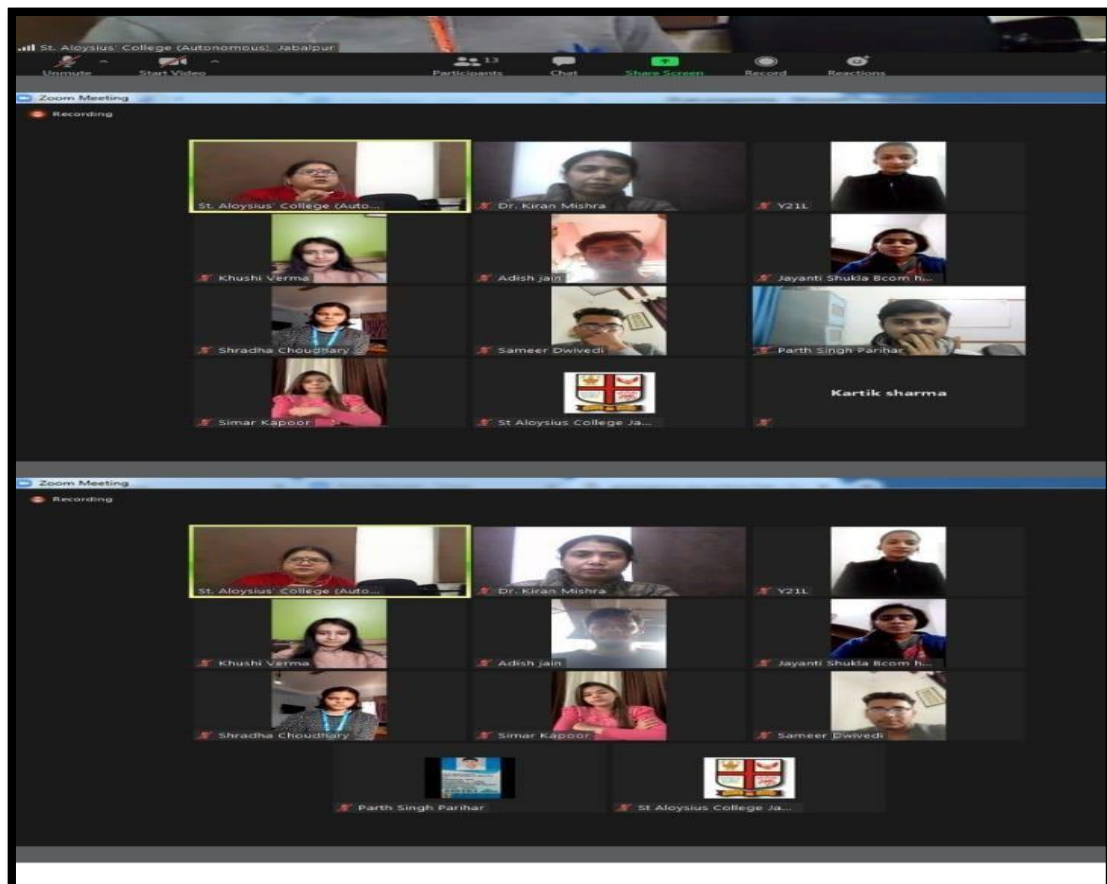 St. Aloysius' College (Autonomous), Jabalpur
Unmute Start Video Participants 13 Chat Share Screen Record Reactions
Zoom Meeting
Recording
St. Aloysius' College (Auto... Dr. Kiran Mishra Y21L
Khushi Verma Adish jain Jayanti Shukla Bcom h...
Shradha Choudhary Sameer Dwivedi Parth Singh Parihar
Kartik sharma
Simar Kapoor St Aloysius College Ja...
Zoom Meeting
Recording
St. Aloysius' College (Auto... Dr. Kiran Mishra Y21L
Khushi Verma Adish jain Jayanti Shukla Bcom h...
Shradha Choudhary Simar Kapoor Sameer Dwivedi
Parth Singh Parihar St Aloysius College Ja...